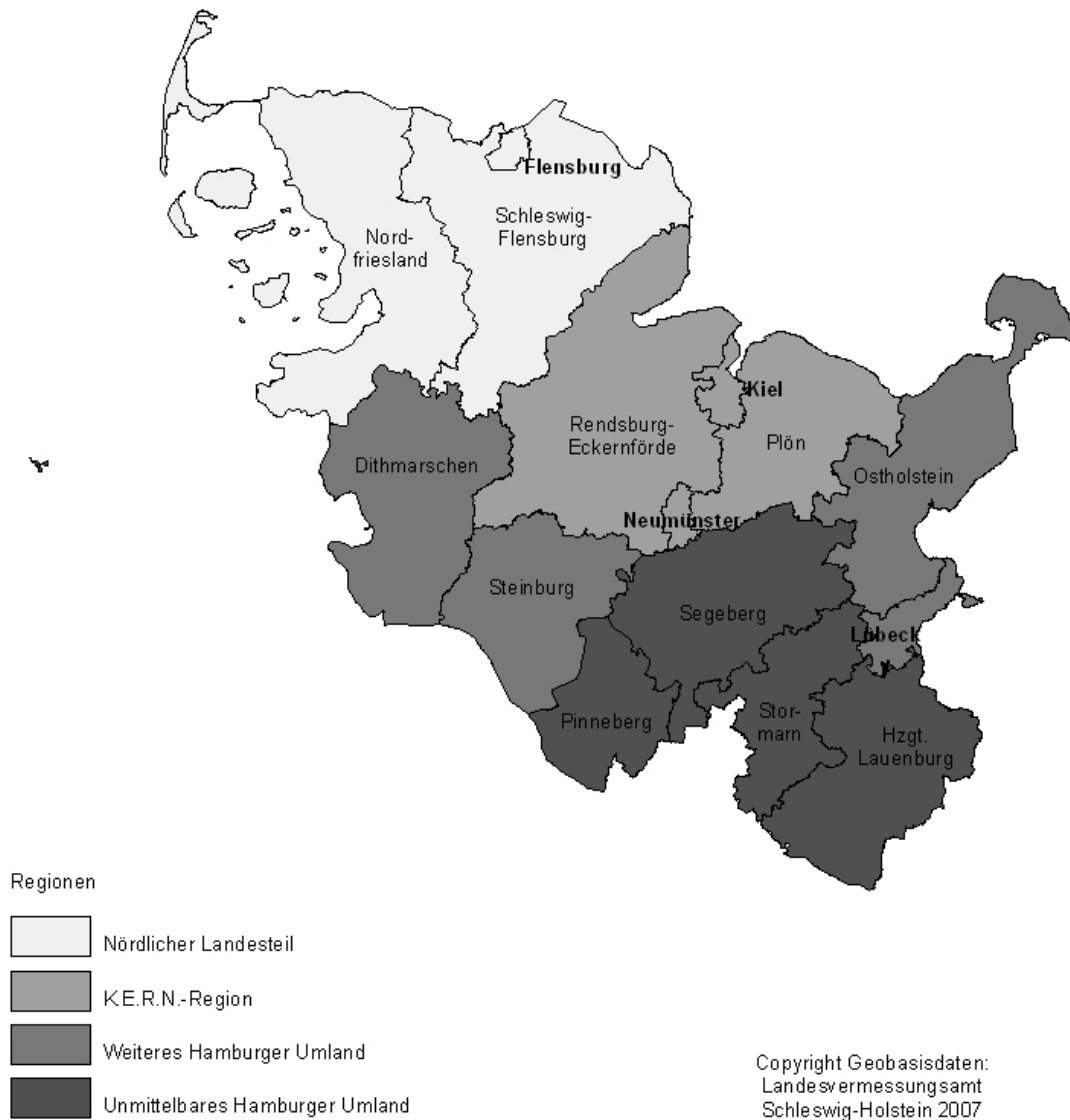 Flensburg
Schleswig-
Flensburg
Nord-
friesland
Kiel
Rendsburg-
Eckernförde
Plön
Dithmarschen
Ostholstein
Neumünster
Steinburg
Segeberg
Lübeck
Pinneberg
Stor-
marn
Hzgt.
Lauenburg
Regionen
Nördlicher Landesteil
K.E.R.N.-Region
Weiteres Hamburger Umland
Unmittelbares Hamburger Umland
Copyright Geobasisdaten:
Landesvermessungsamt
Schleswig-Holstein 2007